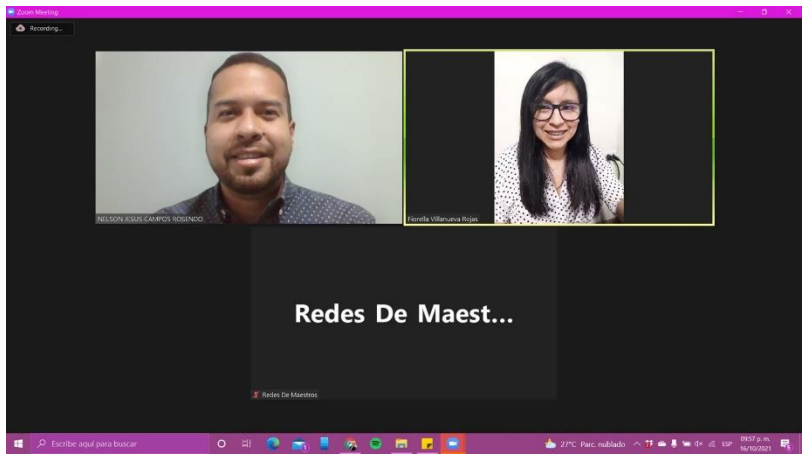 Zoom Meeting
Recording...
NELSON JESUS CAMPOS ROSENDO
Fiorella Villanueva Rojas
Redes De Maest...
Redes De Maestros
Escribe aquí para buscar
27°C Parc. nublado
ESP
09:57 p. m.
16/10/2021